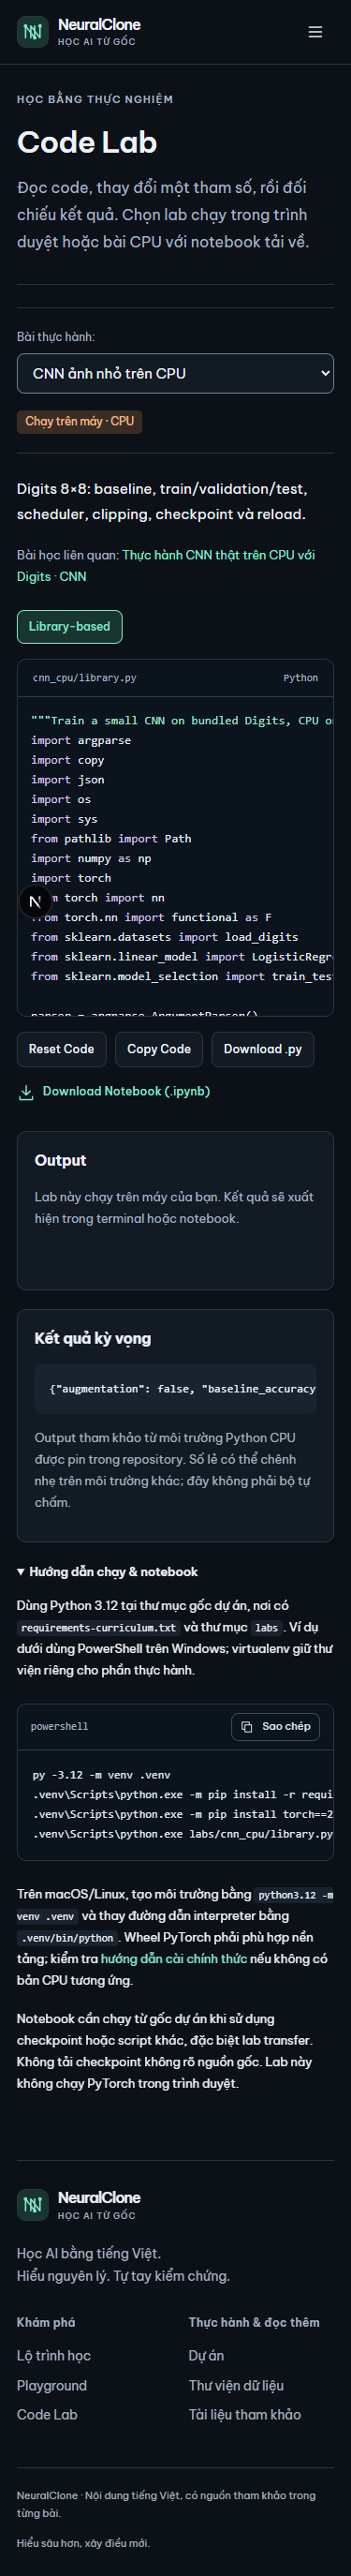 NeuralClone
HỌC AI TỪ GỐC
HỌC BẰNG THỰC NGHIỆM
Code Lab
Đọc code, thay đổi một tham số, rồi đối
chiếu kết quả. Chọn lab chạy trong trình
duyệt hoặc bài CPU với notebook tải về.
Bài thực hành:
CNN ảnh nhỏ trên CPU
Chạy trên máy · CPU
Digits 8×8: baseline, train/validation/test,
scheduler, clipping, checkpoint và reload.
Bài học liên quan: Thực hành CNN thật trên CPU với
Digits · CNN
Library-based
cnn_cpu/library.py Python
"""Train a small CNN on bundled Digits, CPU
import argparse
import copy
import json
import os
import sys
from pathlib import Path
import numpy as np
import torch
torch import nn
torch.nn import functional as F
from sklearn.datasets import load_digits
from sklearn.linear_model import
from sklearn.model_selection import
parser = argparse.ArgumentParser()
Reset Code Copy Code Download .py
Download Notebook (.ipynb)
Output
Lab này chạy trên máy của bạn. Kết quả sẽ xuất
hiện trong terminal hoặc notebook.
Kết quả kỳ vọng
{"augmentation": false, "baseline_accuracy
Output tham khảo từ môi trường Python CPU
được pin trong repository. Số lẻ có thể chênh
nhẹ trên môi trường khác; đây không phải bộ tự
chấm.
Hướng dẫn chạy & notebook
Dùng Python 3.12 tại thư mục gốc dự án, nơi có
requirements-curriculum.txt và thư mục labs. Ví dụ
dưới dùng PowerShell trên Windows; virtualenv giữ thư
viện riêng cho phần thực hành.
powershell Sao chép
py -3.12 -m venv .venv
.venv\Scripts\python.exe -m pip install -r requi
.venv\Scripts\python.exe -m pip install torch==2
.venv\Scripts\python.exe labs/cnn_cpu/library.py
Trên macOS/Linux, tạo môi trường bằng python3.12 -m
venv .venv và thay đường dẫn interpreter bằng
.venv/bin/python. Wheel PyTorch phải phù hợp nền
tảng; kiểm tra hướng dẫn cài chính thức nếu không có
bản CPU tương ứng.
Notebook cần chạy từ gốc dự án khi sử dụng
checkpoint hoặc script khác, đặc biệt lab transfer.
Không tải checkpoint không rõ nguồn gốc. Lab này
không chạy PyTorch trong trình duyệt.
NeuralClone
HỌC AI TỪ GỐC
Học AI bằng tiếng Việt.
Hiểu nguyên lý. Tự tay kiểm chứng.
Khám phá Thực hành & đọc thêm
Lộ trình học Dự án
Playground Thư viện dữ liệu
Code Lab Tài liệu tham khảo
NeuralClone · Nội dung tiếng Việt, có nguồn tham khảo trong
từng bài.
Hiểu sâu hơn, xây điều mới.